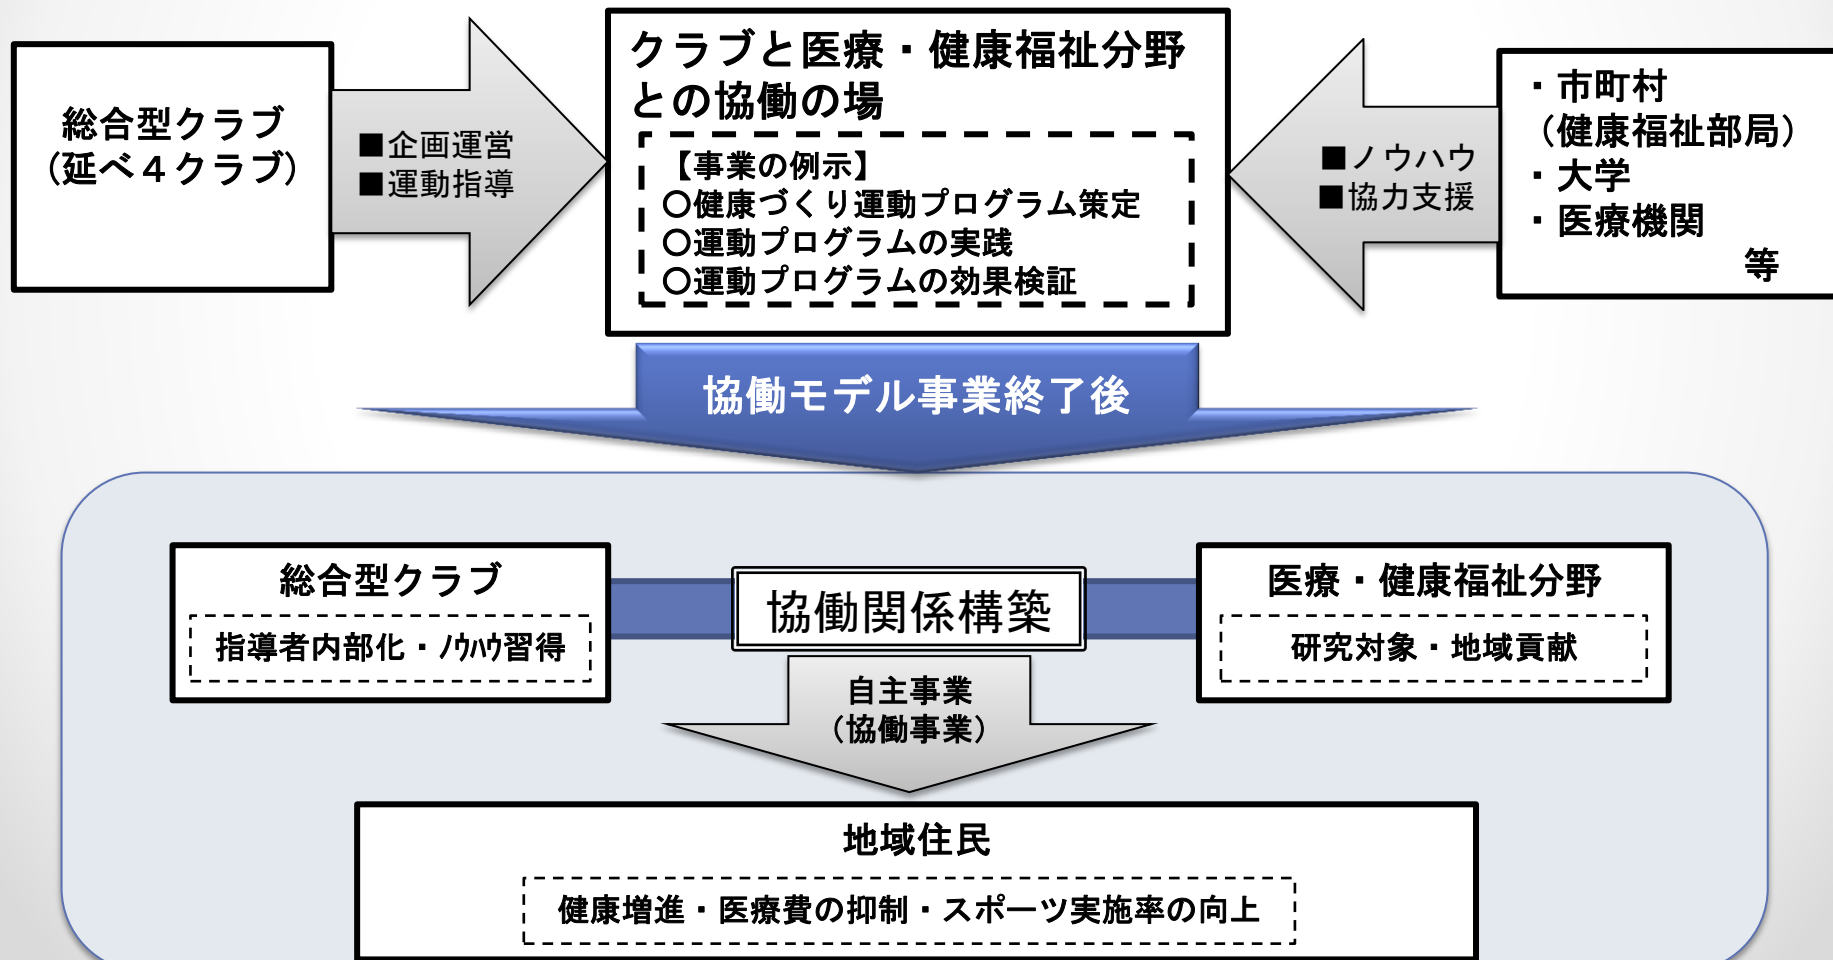 総合型クラブ
（延べ４クラブ）
■企画運営
■運動指導
クラブと医療・健康福祉分野
との協働の場
【事業の例示】
○健康づくり運動プログラム策定
○運動プログラムの実践
○運動プログラムの効果検証
■ノウハウ
■協力支援
・市町村
（健康福祉部局）
・大学
・医療機関
等
協働モデル事業終了後
総合型クラブ
指導者内部化・ﾉｳﾊｳ習得
協働関係構築
医療・健康福祉分野
研究対象・地域貢献
自主事業
（協働事業）
地域住民
健康増進・医療費の抑制・スポーツ実施率の向上